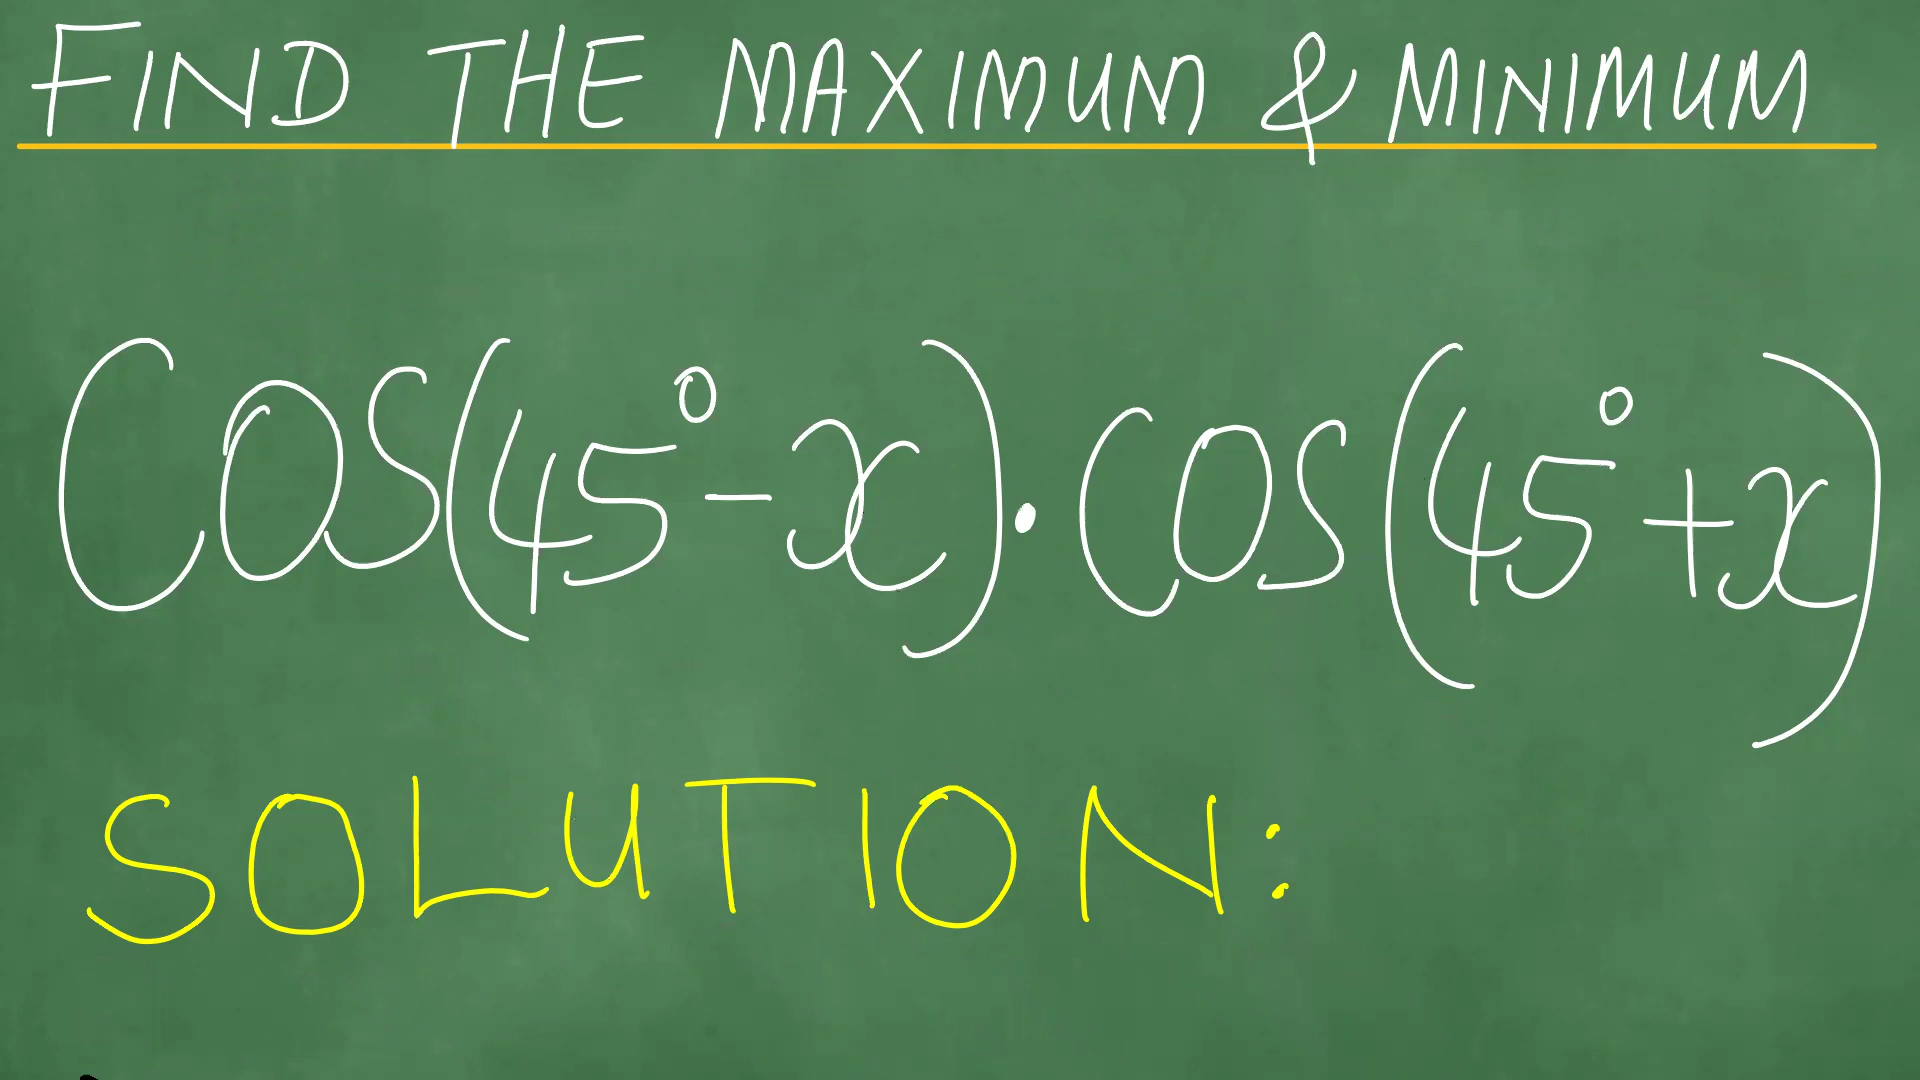 FIND THE MAXIMUM & MINIMUM
Cos(45°-x)·Cos(45°+x)
SOLUTION: